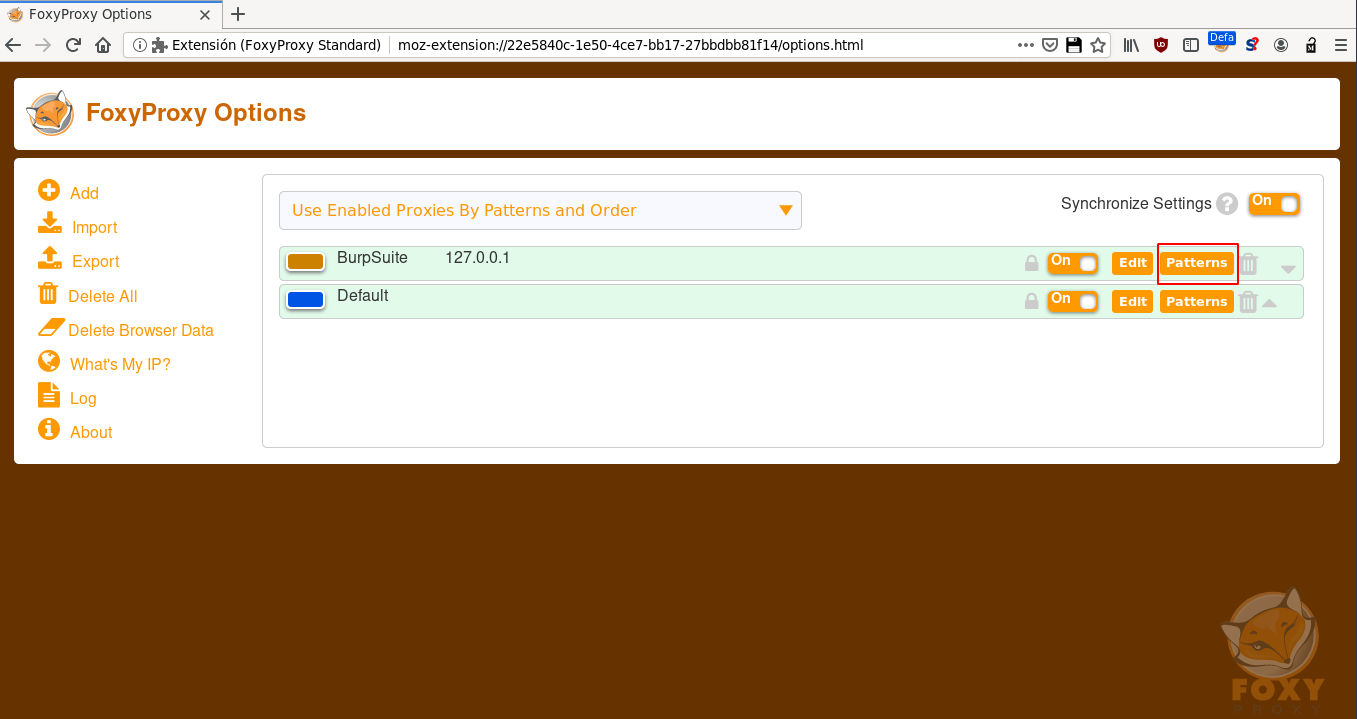 FoxyProxy Options
Extensión (FoxyProxy Standard) moz-extension://22e5840c-1e50-4ce7-bb17-27bbdbb81f14/options.html
Defa
FoxyProxy Options
Add
Import
Export
Delete All
Delete Browser Data
What's My IP?
Log
About
Use Enabled Proxies By Patterns and Order
Synchronize Settings ? On
BurpSuite 127.0.0.1 On Edit Patterns
Default On Edit Patterns
FOXY
PROXY